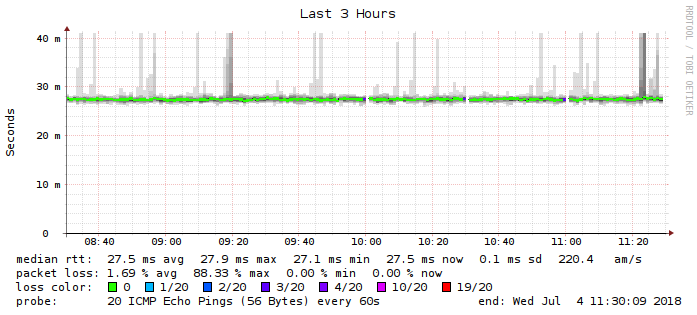 Last 3 Hours
RRDTOOL / TOBI OETIKER
Seconds
40 m
30 m
20 m
10 m
0
08:40 09:00 09:20 09:40 10:00 10:20 10:40 11:00 11:20
median rtt: 27.5 ms avg 27.9 ms max 27.1 ms min 27.5 ms now 0.1 ms sd 220.4 am/s
packet loss: 1.69 % avg 88.33 % max 0.00 % min 0.00 % now
loss color: 0 1/20 2/20 3/20 4/20 10/20 19/20
probe: 20 ICMP Echo Pings (56 Bytes) every 60s end: Wed Jul 4 11:30:09 2018